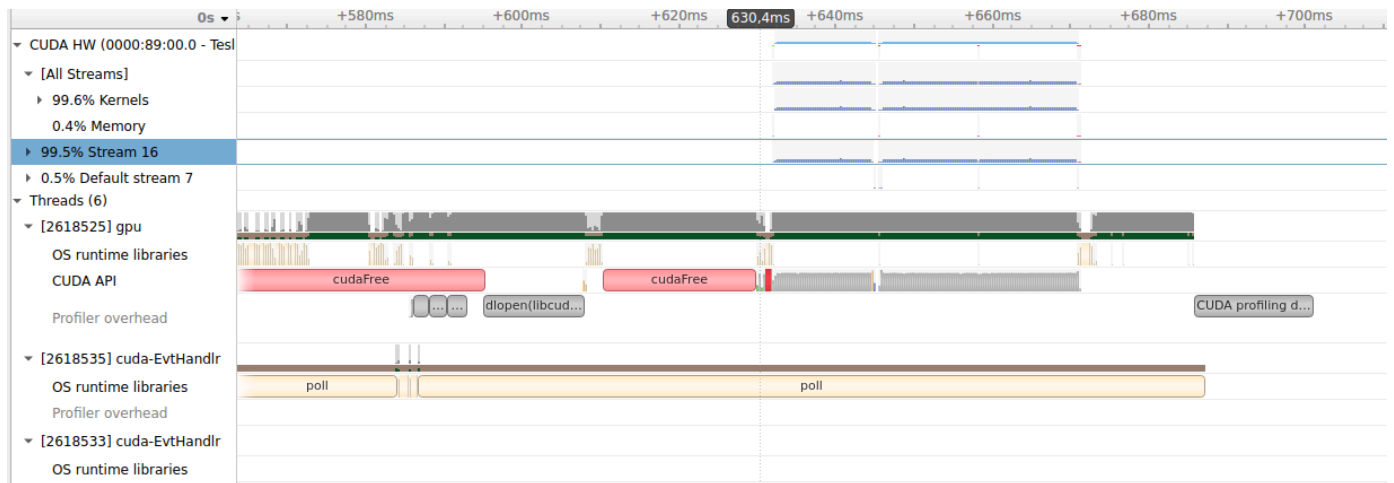 0s s +580ms +600ms +620ms 630,4ms +640ms +660ms +680ms +700ms
CUDA HW (0000:89:00.0 - Tesl
[All Streams]
99.6% Kernels
0.4% Memory
99.5% Stream 16
0.5% Default stream 7
Threads (6)
[2618525] gpu
OS runtime libraries
CUDA API cudaFree cudaFree
Profiler overhead ... ... dlopen(libcud... CUDA profiling d...
[2618535] cuda-EvtHandlr
OS runtime libraries poll poll
Profiler overhead
[2618533] cuda-EvtHandlr
OS runtime libraries